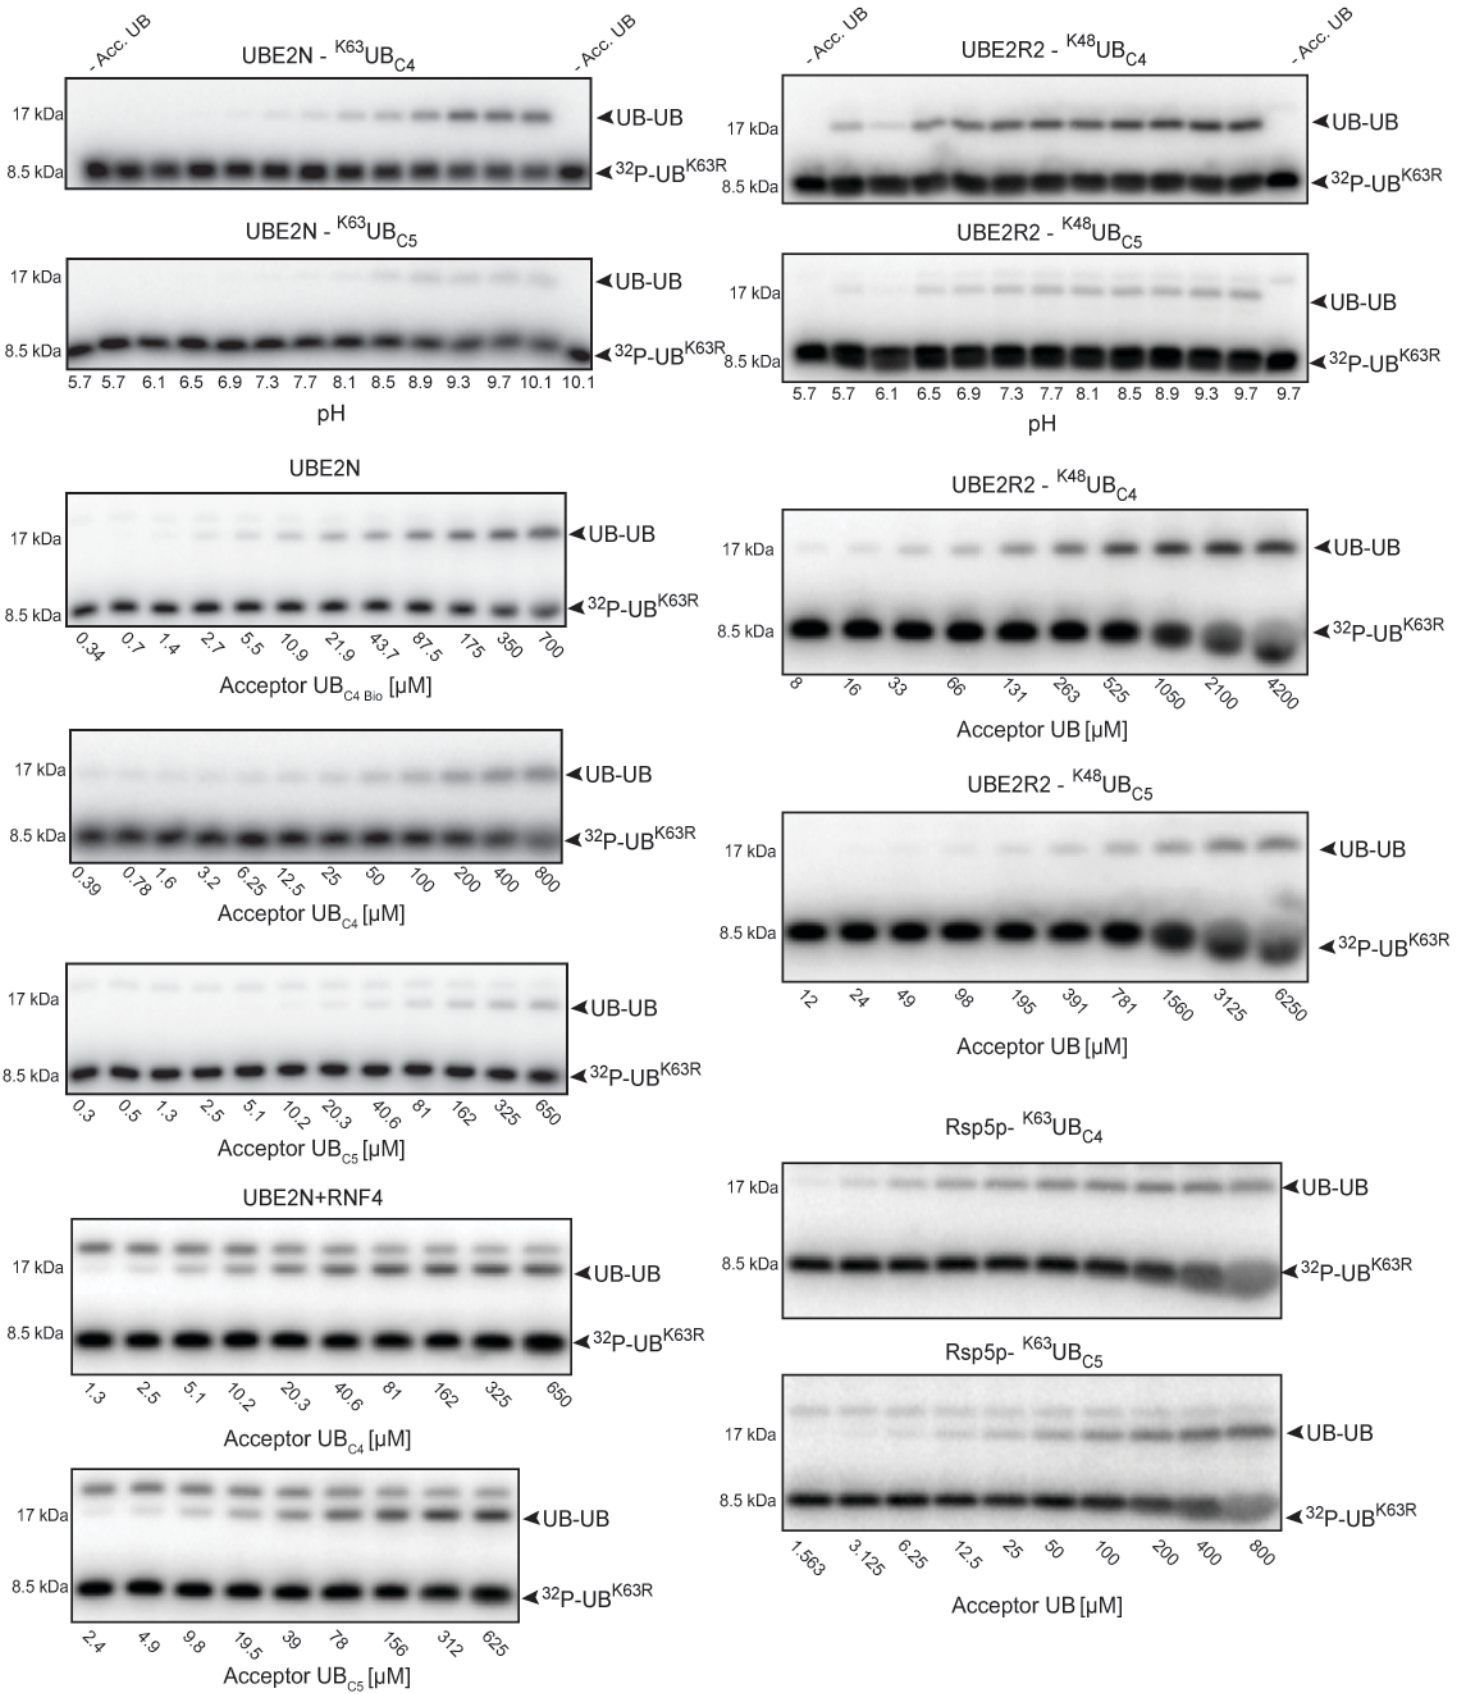 - Acc. UB
UBE2N - K63UBC4
- Acc. UB
17 kDa
UB-UB
8.5 kDa
32P-UBK63R
UBE2N - K63UBC5
17 kDa
UB-UB
8.5 kDa
32P-UBK63R
5.7 5.7 6.1 6.5 6.9 7.3 7.7 8.1 8.5 8.9 9.3 9.7 10.1 10.1
pH
UBE2N
17 kDa
UB-UB
8.5 kDa
32P-UBK63R
0.34 0.7 1.4 2.7 5.5 10.9 21.9 43.7 87.5 175 350 700
Acceptor UBC4 Bio [µM]
17 kDa
UB-UB
8.5 kDa
32P-UBK63R
0.39 0.78 1.6 3.2 6.25 12.5 25 50 100 200 400 800
Acceptor UBC4 [µM]
17 kDa
UB-UB
8.5 kDa
32P-UBK63R
0.3 0.5 1.3 2.5 5.1 10.2 20.3 40.6 81 162 325 650
Acceptor UBC5 [µM]
UBE2N+RNF4
17 kDa
UB-UB
8.5 kDa
32P-UBK63R
1.3 2.5 5.1 10.2 20.3 40.6 81 162 325 650
Acceptor UBC4 [µM]
17 kDa
UB-UB
8.5 kDa
32P-UBK63R
2.4 4.9 9.8 19.5 39 78 156 312 625
Acceptor UBC5 [µM]
- Acc. UB
UBE2R2 - K48UBC4
- Acc. UB
17 kDa
UB-UB
8.5 kDa
32P-UBK63R
UBE2R2 - K48UBC5
17 kDa
UB-UB
8.5 kDa
32P-UBK63R
5.7 5.7 6.1 6.5 6.9 7.3 7.7 8.1 8.5 8.9 9.3 9.7 9.7
pH
UBE2R2 - K48UBC4
17 kDa
UB-UB
8.5 kDa
32P-UBK63R
8 16 33 66 131 263 525 1050 2100 4200
Acceptor UB [µM]
UBE2R2 - K48UBC5
17 kDa
UB-UB
8.5 kDa
32P-UBK63R
12 24 49 98 195 391 781 1560 3125 6250
Acceptor UB [µM]
Rsp5p- K63UBC4
17 kDa
UB-UB
8.5 kDa
32P-UBK63R
Rsp5p- K63UBC5
17 kDa
UB-UB
8.5 kDa
32P-UBK63R
1.563 3.125 6.25 12.5 25 50 100 200 400 800
Acceptor UB [µM]